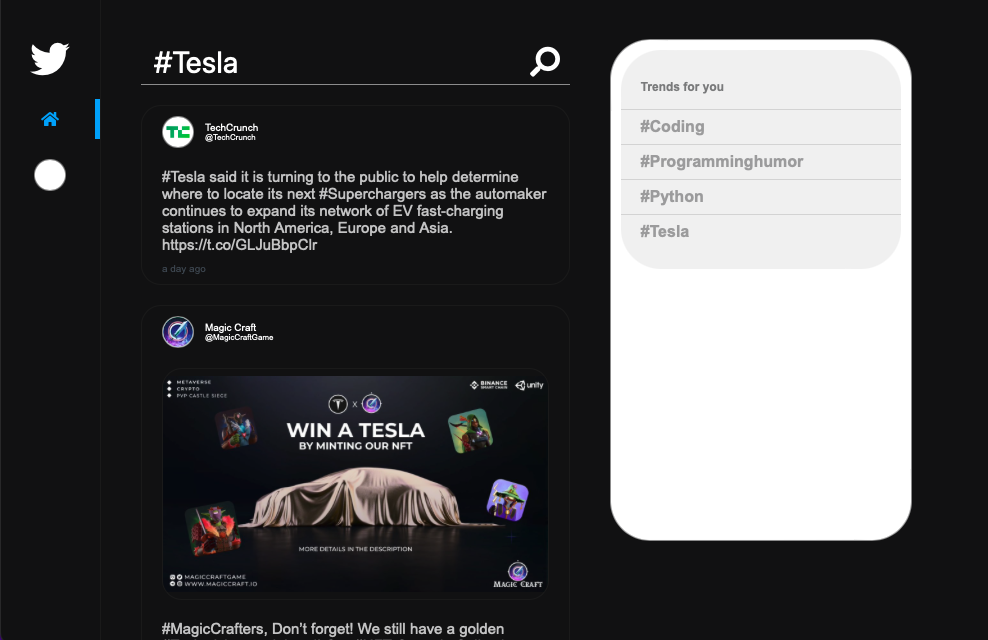 #Tesla
TechCrunch
@TechCrunch
#Tesla said it is turning to the public to help determine
where to locate its next #Superchargers as the automaker
continues to expand its network of EV fast-charging
stations in North America, Europe and Asia.
https://t.co/GLJuBbpClr
a day ago
Magic Craft
@MagicCraftGame
METAVERSE
CRYPTO
PVP CASTLE SIEGE
BINANCE
SMART CHAIN
unity
X
WIN A TESLA
BY MINTING OUR NFT
MORE DETAILS IN THE DESCRIPTION
MAGICCRAFTGAME
WWW.MAGICCRAFT.IO
MAGIC CRAFT
#MagicCrafters, Don't forget! We still have a golden
Trends for you
#Coding
#Programminghumor
#Python
#Tesla